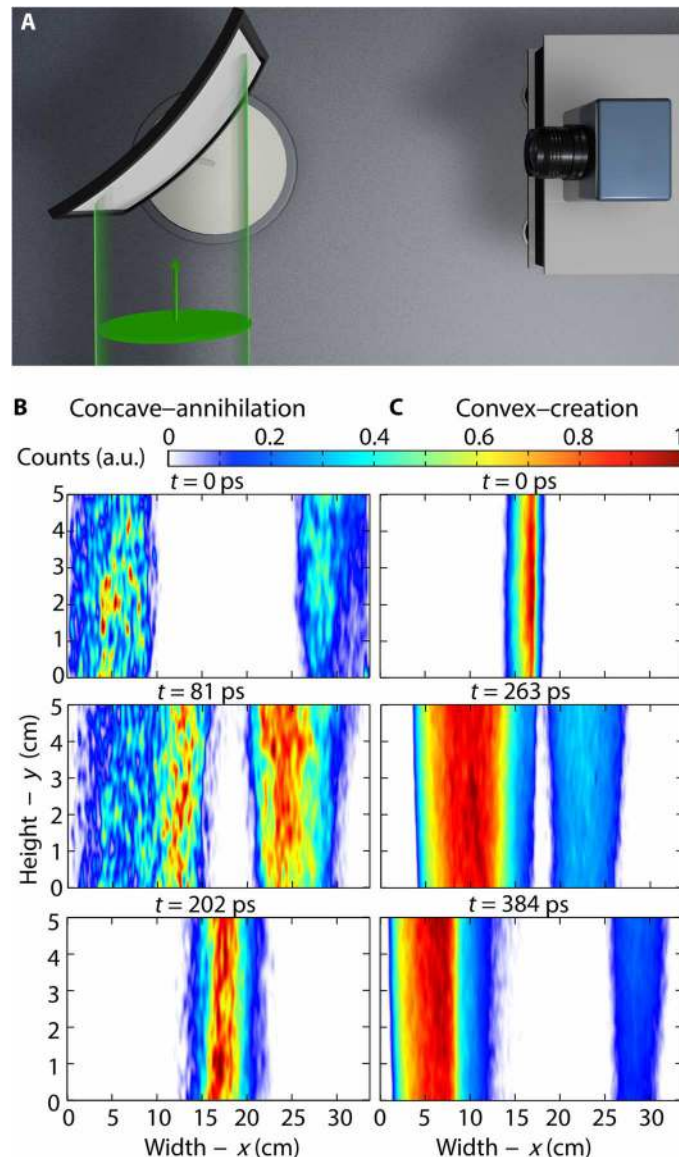 A
B Concave–annihilation C Convex–creation
Counts (a.u.) 0 0.2 0.4 0.6 0.8 1
t = 0 ps t = 0 ps
5
4
3
2
1
0
t = 81 ps t = 263 ps
5
4
3
2
1
0
Height – y (cm)
t = 202 ps t = 384 ps
5
4
3
2
1
0
0 5 10 15 20 25 30 0 5 10 15 20 25 30
Width – x (cm) Width – x (cm)